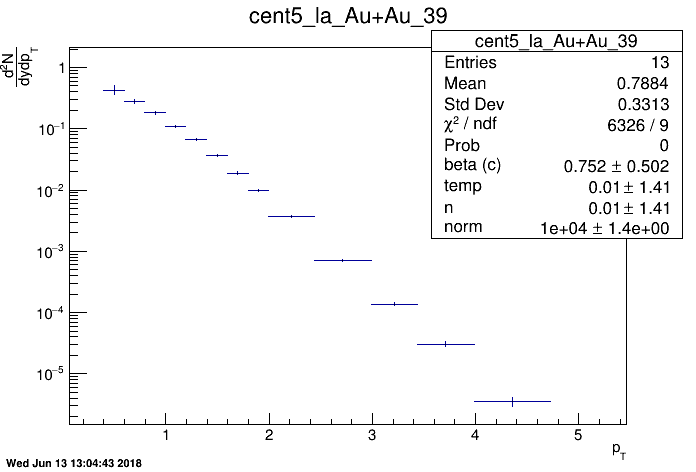 cent5_la_Au+Au_39
d²N
dydp_T
cent5_la_Au+Au_39
Entries 13
Mean 0.7884
Std Dev 0.3313
χ² / ndf 6326 / 9
Prob 0
beta (c) 0.752 ± 0.502
temp 0.01 ± 1.41
n 0.01 ± 1.41
norm 1e+04 ± 1.4e+00
1
10⁻¹
10⁻²
10⁻³
10⁻⁴
10⁻⁵
1 2 3 4 5
p_T
Wed Jun 13 13:04:43 2018